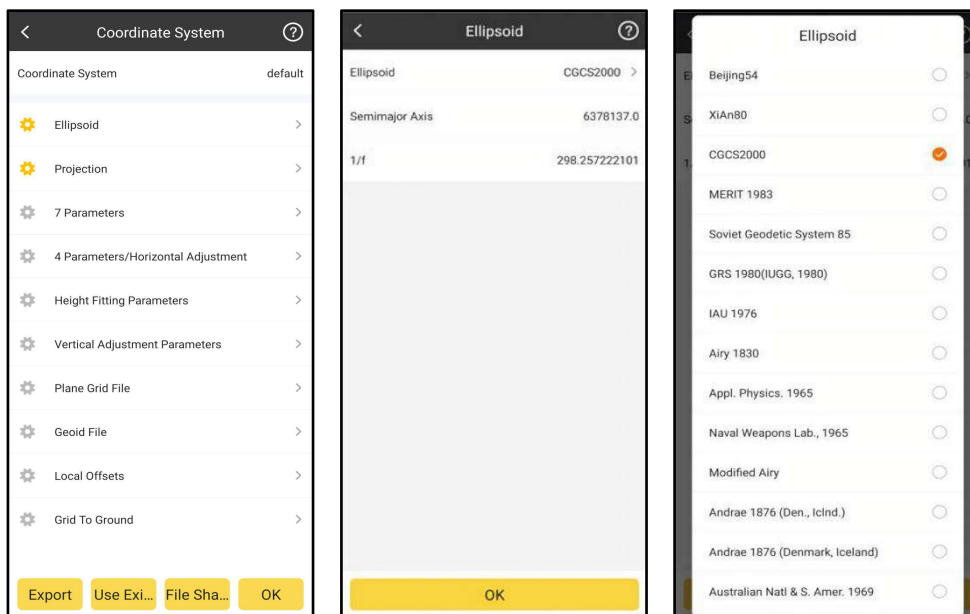 Coordinate System
Coordinate System default
Ellipsoid
Projection
7 Parameters
4 Parameters/Horizontal Adjustment
Height Fitting Parameters
Vertical Adjustment Parameters
Plane Grid File
Geoid File
Local Offsets
Grid To Ground
Export Use Exi... File Sha... OK
Ellipsoid
Ellipsoid CGCS2000
Semimajor Axis 6378137.0
1/f 298.257222101
OK
Ellipsoid
Beijing54
XiAn80
CGCS2000
MERIT 1983
Soviet Geodetic System 85
GRS 1980(IUGG, 1980)
IAU 1976
Airy 1830
Appl. Physics. 1965
Naval Weapons Lab., 1965
Modified Airy
Andrae 1876 (Den., Iclnd.)
Andrae 1876 (Denmark, Iceland)
Australian Natl & S. Amer. 1969